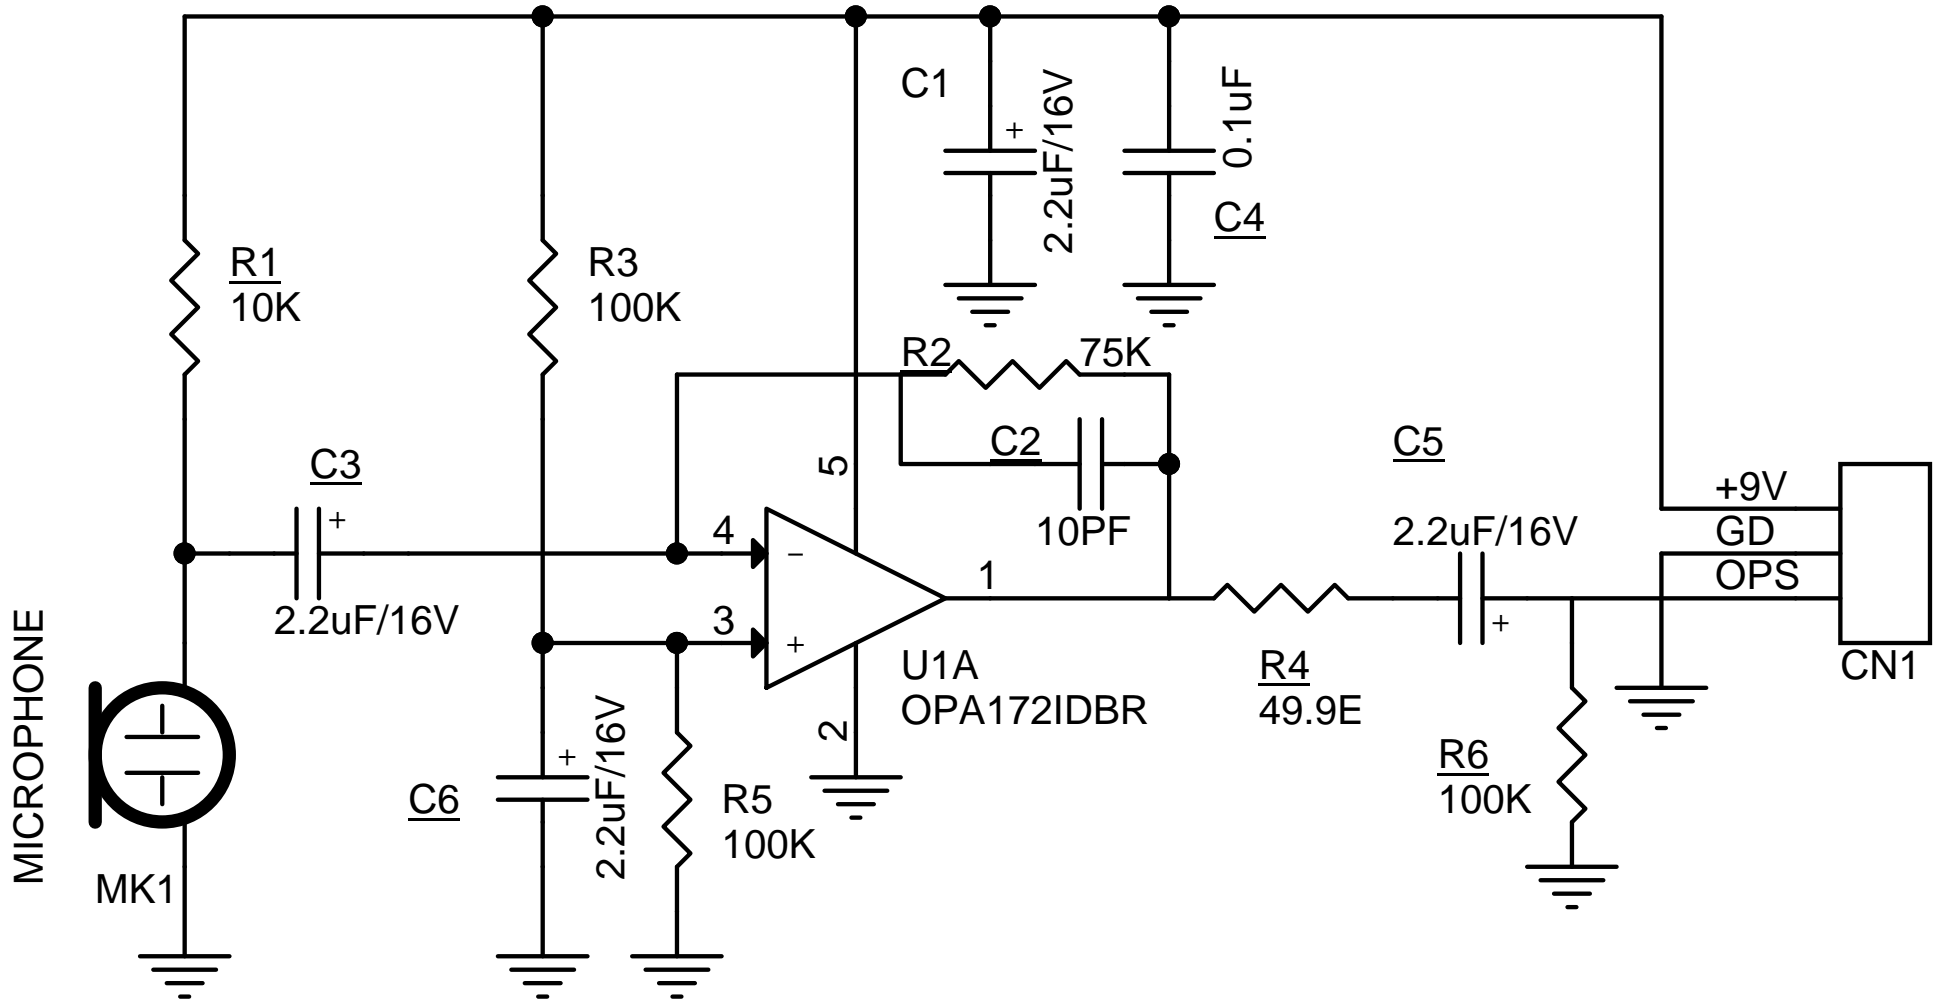 C1
+
2.2uF/16V
0.1uF
C4
R1
10K
R3
100K
R2
75K
C2
10PF
C3
+
2.2uF/16V
5
4
−
3
+
1
2
U1A
OPA172IDBR
C5
2.2uF/16V
+
R4
49.9E
+9V
GD
OPS
CN1
R6
100K
MICROPHONE
MK1
C6
+
2.2uF/16V
R5
100K